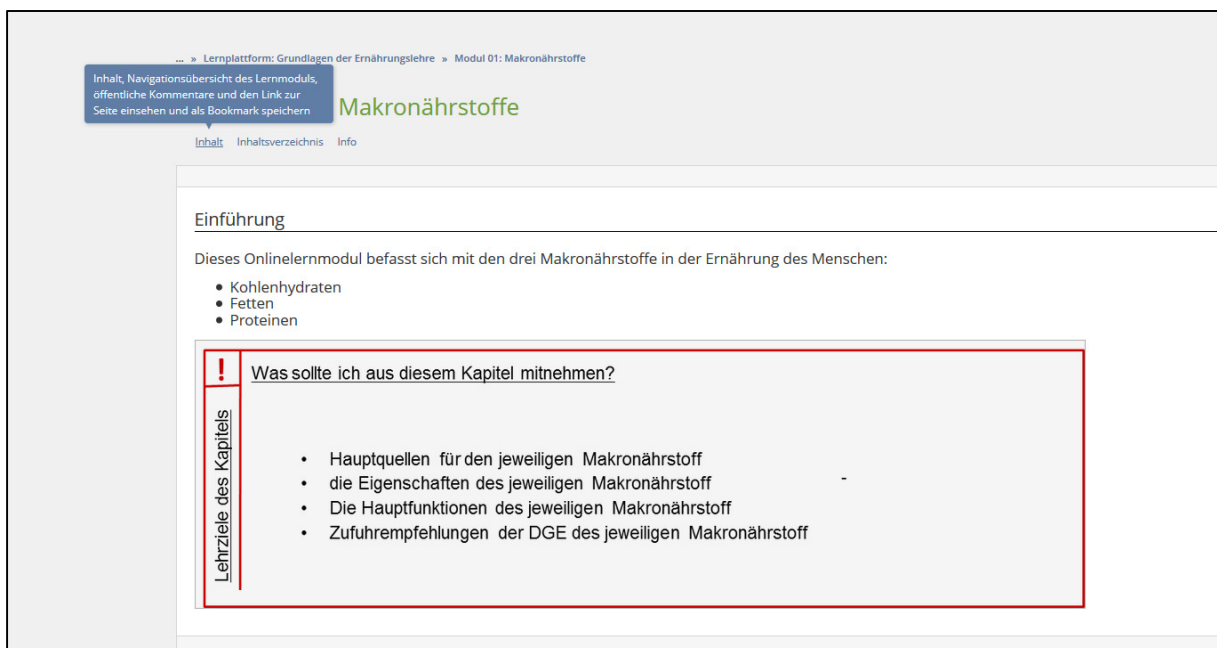 ... » Lernplattform: Grundlagen der Ernährungslehre » Modul 01: Makronährstoffe
Inhalt, Navigationsübersicht des Lernmoduls,
öffentliche Kommentare und den Link zur
Seite einsehen und als Bookmark speichern
Makronährstoffe
Inhalt Inhaltsverzeichnis Info
Einführung
Dieses Onlinelernmodul befasst sich mit den drei Makronährstoffe in der Ernährung des Menschen:
• Kohlenhydraten
• Fetten
• Proteinen
!
Was sollte ich aus diesem Kapitel mitnehmen?
Lehrziele des Kapitels
• Hauptquellen für den jeweiligen Makronährstoff
• die Eigenschaften des jeweiligen Makronährstoff -
• Die Hauptfunktionen des jeweiligen Makronährstoff
• Zufuhrempfehlungen der DGE des jeweiligen Makronährstoff